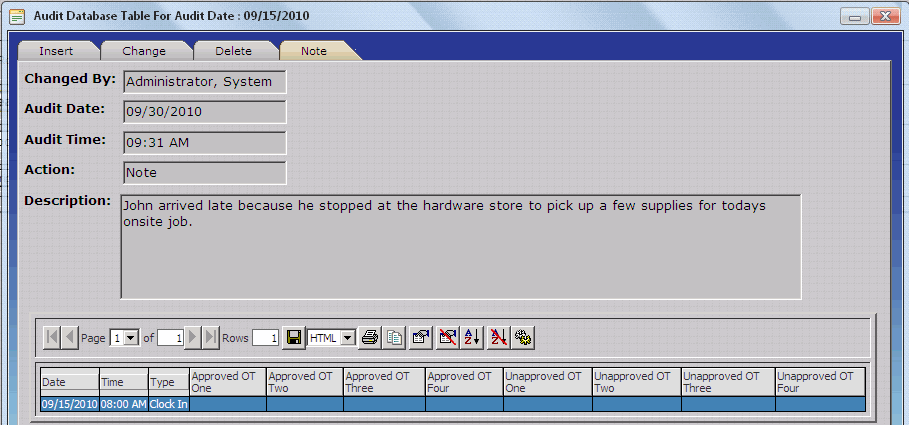 Audit Database Table For Audit Date : 09/15/2010
Insert Change Delete Note
Changed By: Administrator, System
Audit Date: 09/30/2010
Audit Time: 09:31 AM
Action: Note
Description: John arrived late because he stopped at the hardware store to pick up a few supplies for todays
onsite job.
Page 1 of 1 Rows 1 HTML
Date Time Type Approved OT One Approved OT Two Approved OT Three Approved OT Four Unapproved OT One Unapproved OT Two Unapproved OT Three Unapproved OT Four
09/15/2010 08:00 AM Clock In